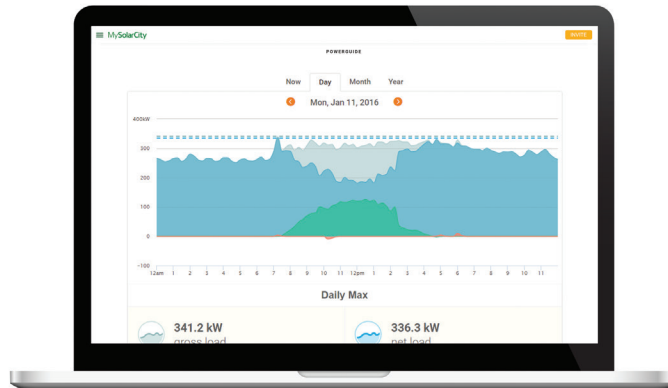 MySolarCity
INVITE
POWERGUIDE
Now Day Month Year
Mon, Jan 11, 2016
400kW
300
200
100
0
-100
12am 1 2 3 4 5 6 7 8 9 10 11 12pm 1 2 3 4 5 6 7 8 9 10 11
Daily Max
341.2 kW
gross load
336.3 kW
net load